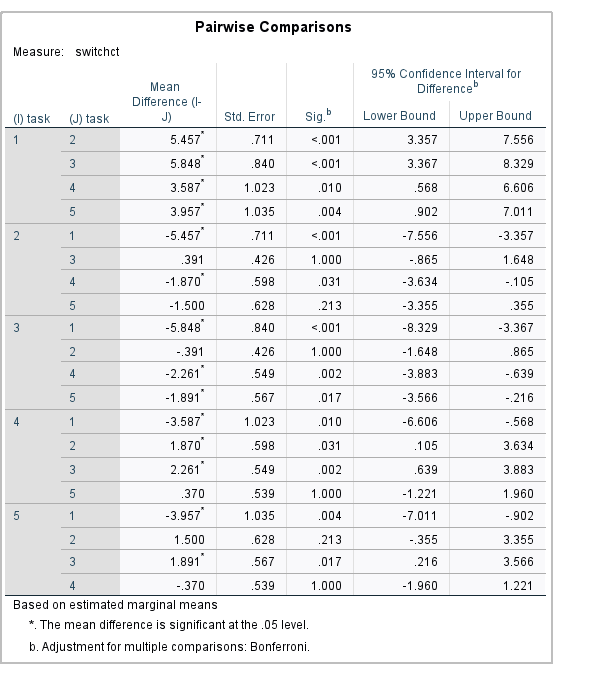 Pairwise Comparisons
Measure: switchct
(I) task (J) task Mean Difference (I-J) Std. Error Sig.b 95% Confidence Interval for Differenceb
Lower Bound Upper Bound
1 2 5.457* .711 <.001 3.357 7.556
3 5.848* .840 <.001 3.367 8.329
4 3.587* 1.023 .010 .568 6.606
5 3.957* 1.035 .004 .902 7.011
2 1 -5.457* .711 <.001 -7.556 -3.357
3 .391 .426 1.000 -.865 1.648
4 -1.870* .598 .031 -3.634 -.105
5 -1.500 .628 .213 -3.355 .355
3 1 -5.848* .840 <.001 -8.329 -3.367
2 -.391 .426 1.000 -1.648 .865
4 -2.261* .549 .002 -3.883 -.639
5 -1.891* .567 .017 -3.566 -.216
4 1 -3.587* 1.023 .010 -6.606 -.568
2 1.870* .598 .031 .105 3.634
3 2.261* .549 .002 .639 3.883
5 .370 .539 1.000 -1.221 1.960
5 1 -3.957* 1.035 .004 -7.011 -.902
2 1.500 .628 .213 -.355 3.355
3 1.891* .567 .017 .216 3.566
4 -.370 .539 1.000 -1.960 1.221
Based on estimated marginal means
*. The mean difference is significant at the .05 level.
b. Adjustment for multiple comparisons: Bonferroni.